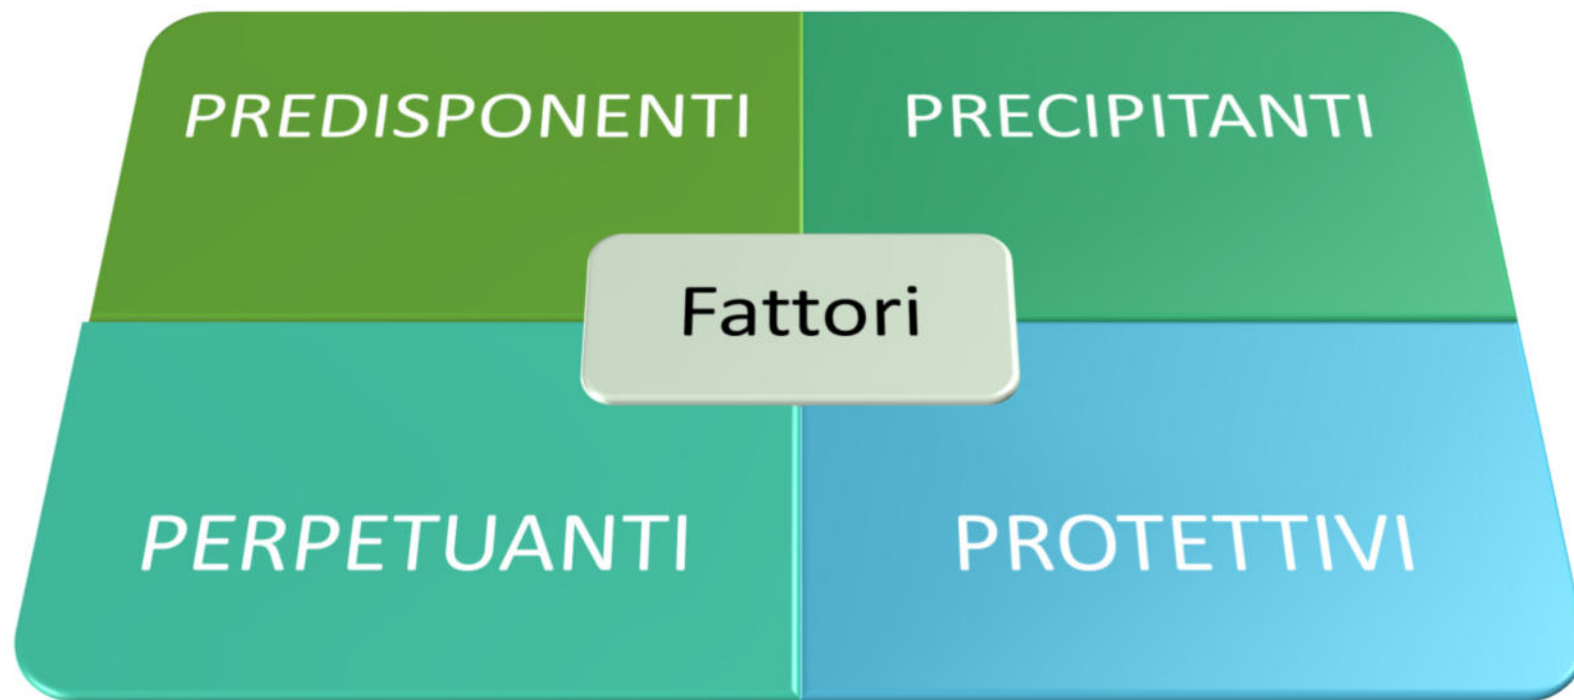 PREDISPONENTI
PRECIPITANTI
Fattori
PERPETUANTI
PROTETTIVI